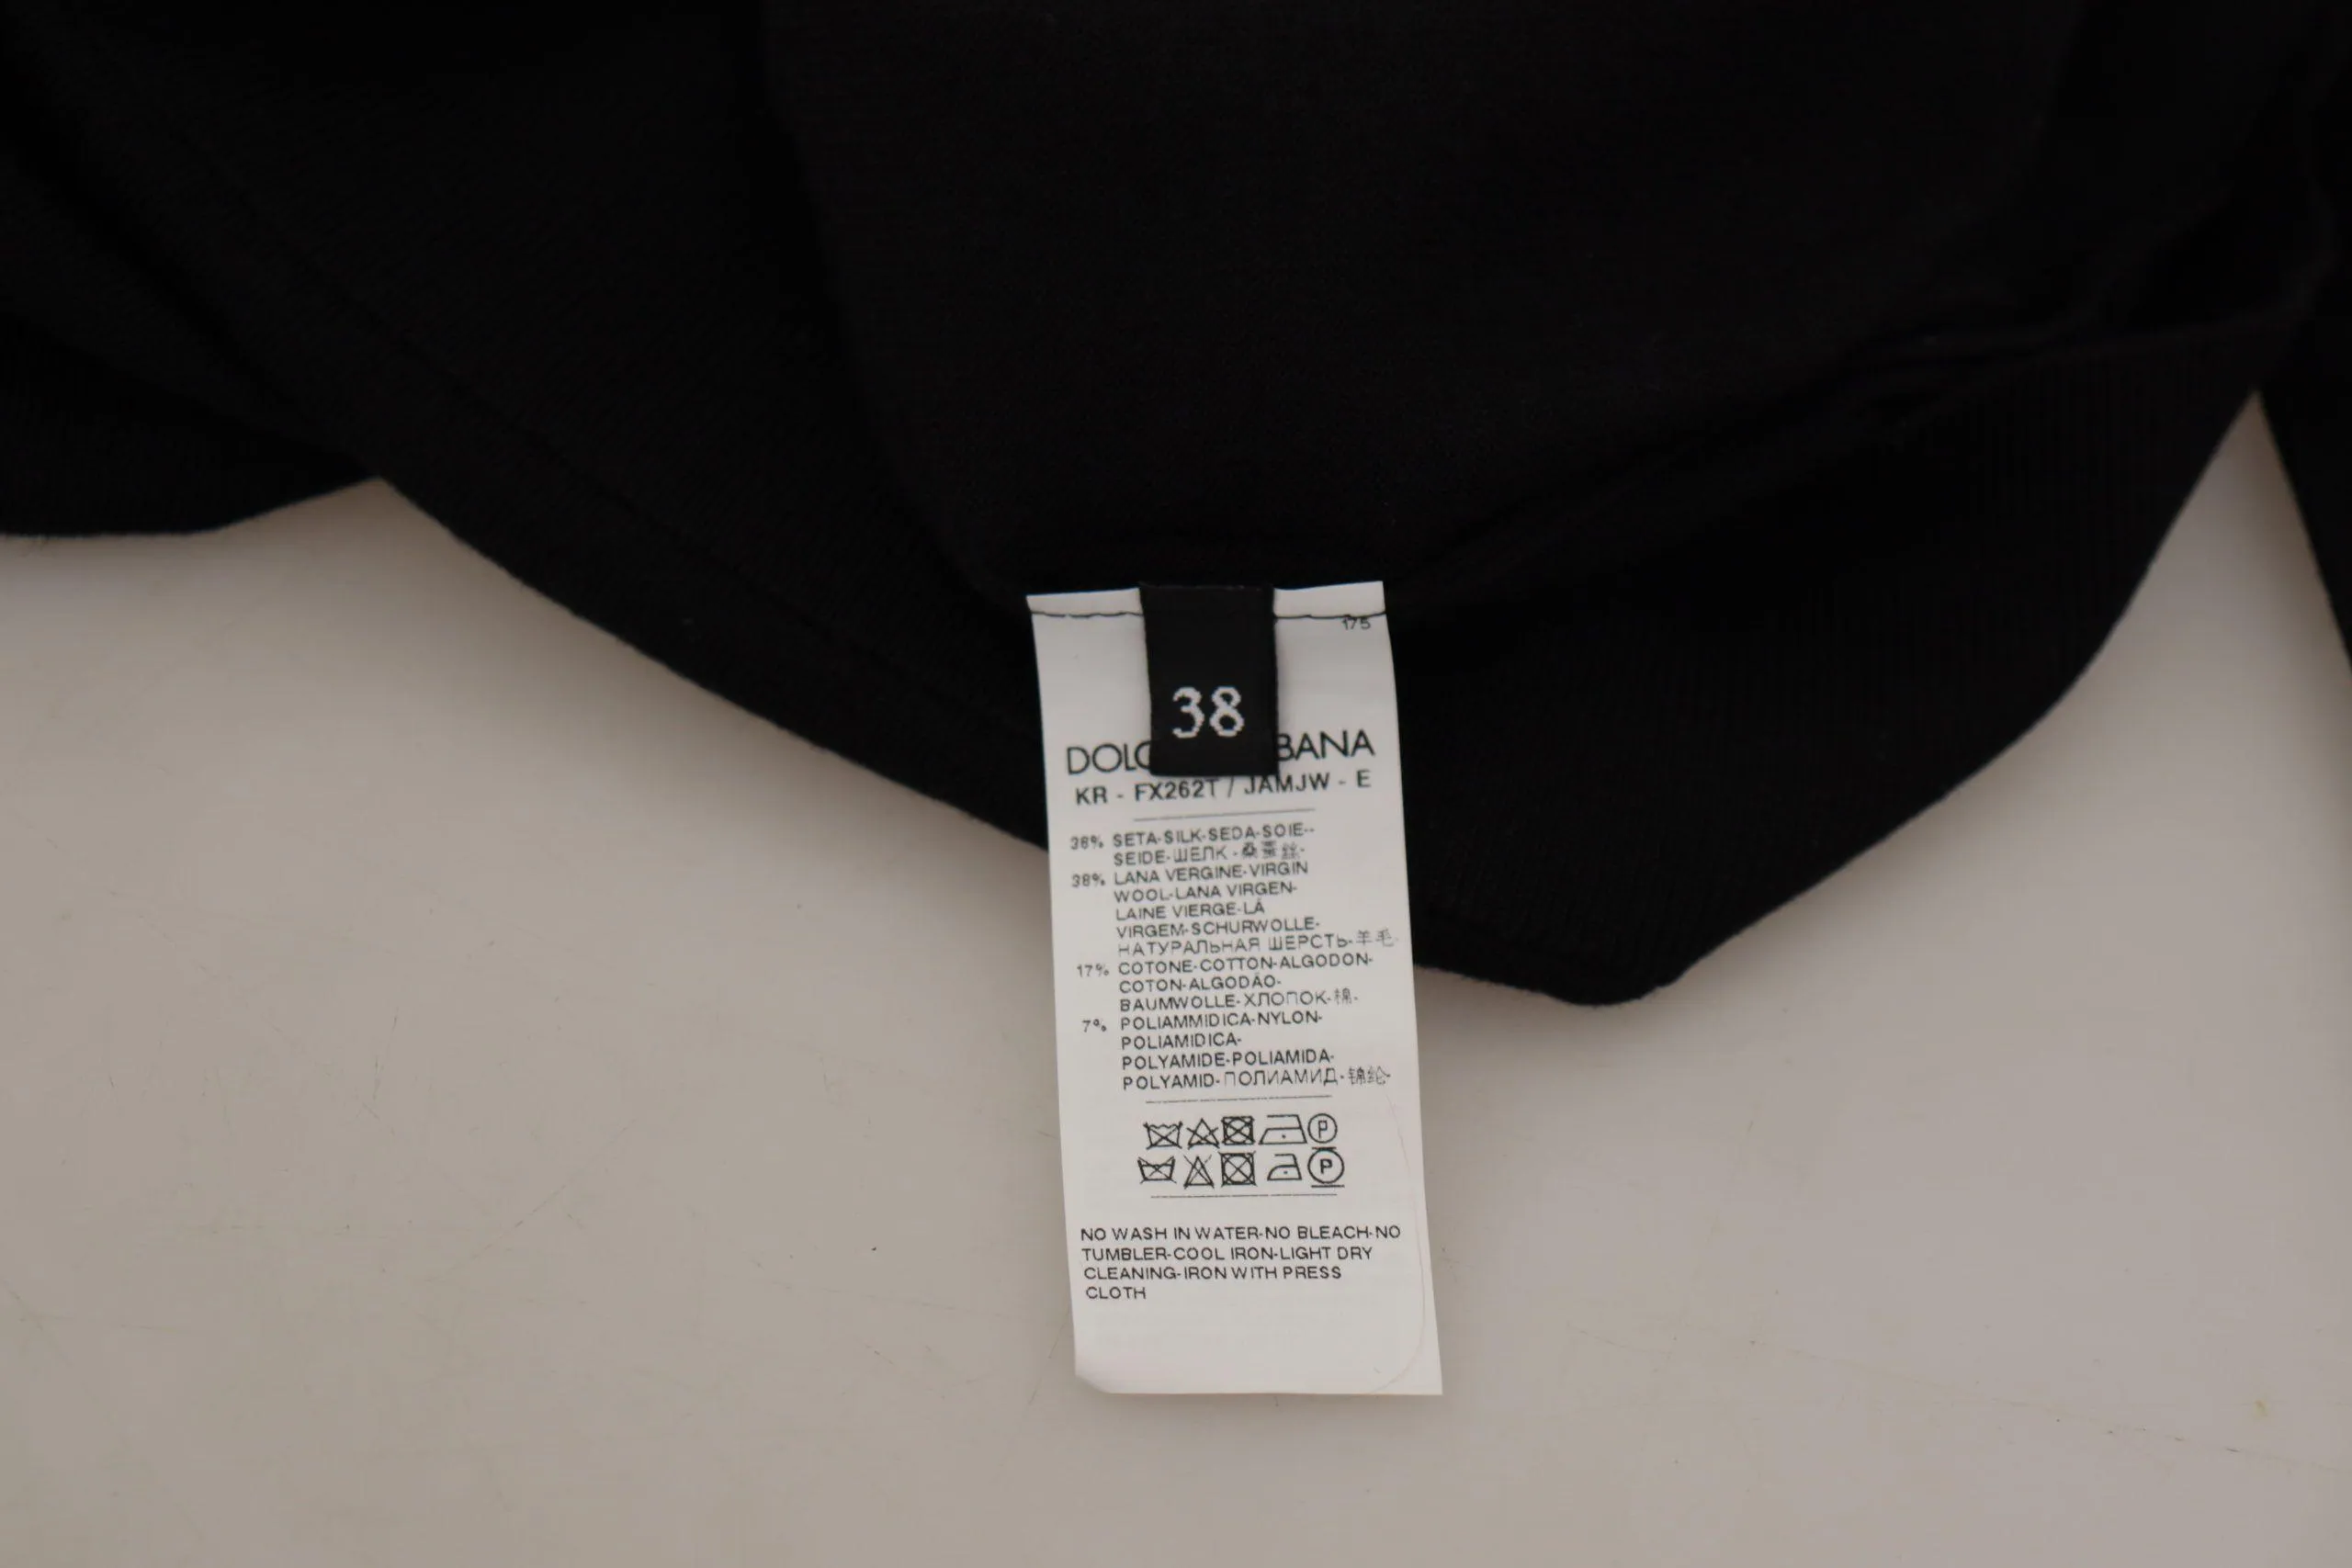 175
38
DOLC BANA
KR - FX262T / JAMJW - E
38% SETA-SILK-SEDA-SOIE--
SEIDE-ШЕЛК-桑蚕丝-
38% LANA VERGINE-VIRGIN
WOOL-LANA VIRGEN-
LAINE VIERGE-LÃ
VIRGEM-SCHURWOLLE-
НАТУРАЛЬНАЯ ШЕРСТЬ-羊毛-
17% COTONE-COTTON-ALGODON-
COTON-ALGODÃO-
BAUMWOLLE-ХЛОПОК-棉-
7% POLIAMMIDICA-NYLON-
POLIAMIDICA-
POLYAMIDE-POLIAMIDA-
POLYAMID-ПОЛИАМИД-锦纶-
P
P
NO WASH IN WATER-NO BLEACH-NO
TUMBLER-COOL IRON-LIGHT DRY
CLEANING-IRON WITH PRESS
CLOTH